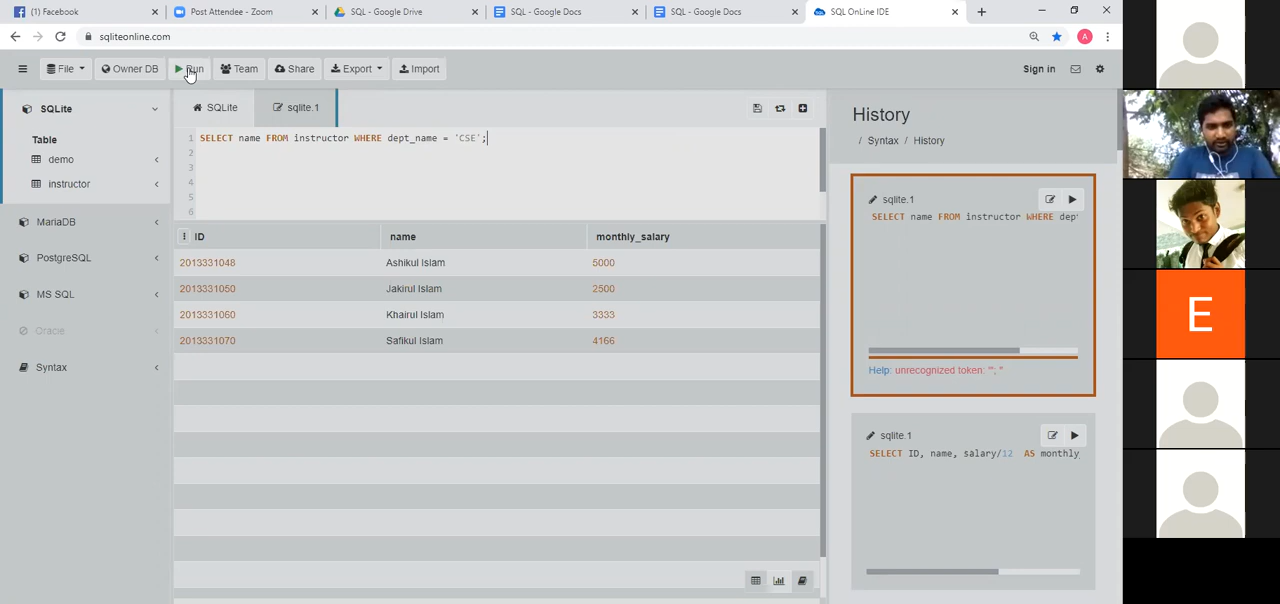 (1) Facebook
Post Attendee - Zoom
SQL - Google Drive
SQL - Google Docs
SQL - Google Docs
SQL OnLine IDE
sqliteonline.com
File
Owner DB
Run
Team
Share
Export
Import
Sign in
SQLite
Table
demo
instructor
MariaDB
PostgreSQL
MS SQL
Oracle
Syntax
SQLite
sqlite.1
1 SELECT name FROM instructor WHERE dept_name = 'CSE';
2
3
4
5
6
ID name monthly_salary
2013331048 Ashikul Islam 5000
2013331050 Jakirul Islam 2500
2013331060 Khairul Islam 3333
2013331070 Safikul Islam 4166
History
/ Syntax / History
sqlite.1
SELECT name FROM instructor WHERE dep
Help: unrecognized token: "'; "
sqlite.1
SELECT ID, name, salary/12 AS monthly_
A
E